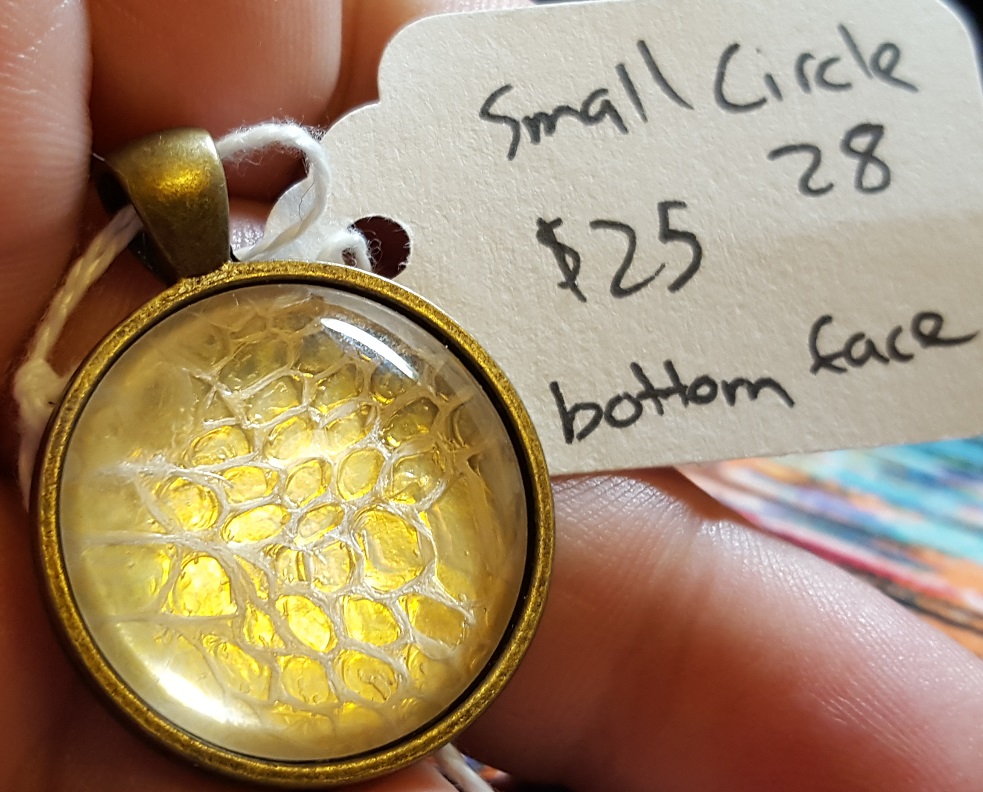 Small Circle
28
$25
bottom face